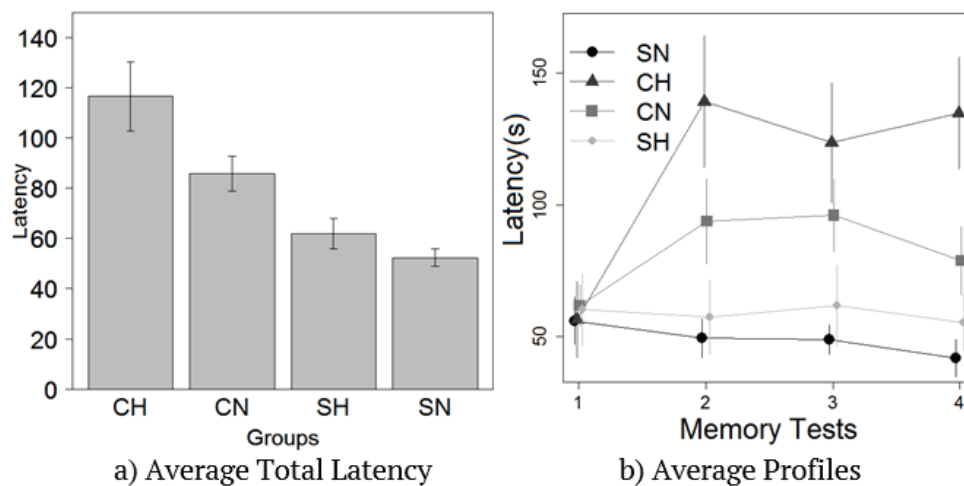 140
120
100
80
60
40
20
0
Latency
CH CN SH SN
Groups
a) Average Total Latency
SN
CH
CN
SH
150
100
50
Latency(s)
1 2 3 4
Memory Tests
b) Average Profiles